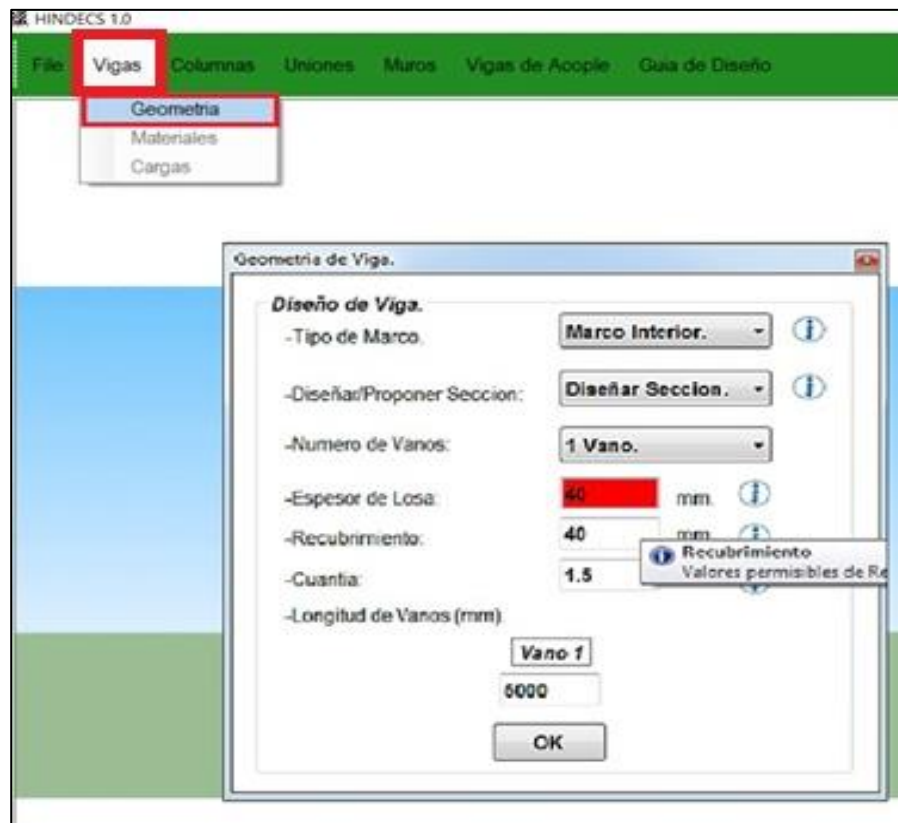 HINDECS 1.0
File Vigas Columnas Uniones Muros Vigas de Acople Guia de Diseño
Geometria
Materiales
Cargas
Geometria de Viga.
Diseño de Viga.
-Tipo de Marco. Marco Interior.
-Diseñar/Proponer Seccion: Diseñar Seccion.
-Numero de Vanos: 1 Vano.
-Espesor de Losa: 40 mm.
-Recubrimiento: 40 mm.
Recubrimiento
Valores permisibles de Re
-Cuantia: 1.5
-Longitud de Vanos (mm)
Vano 1
OK